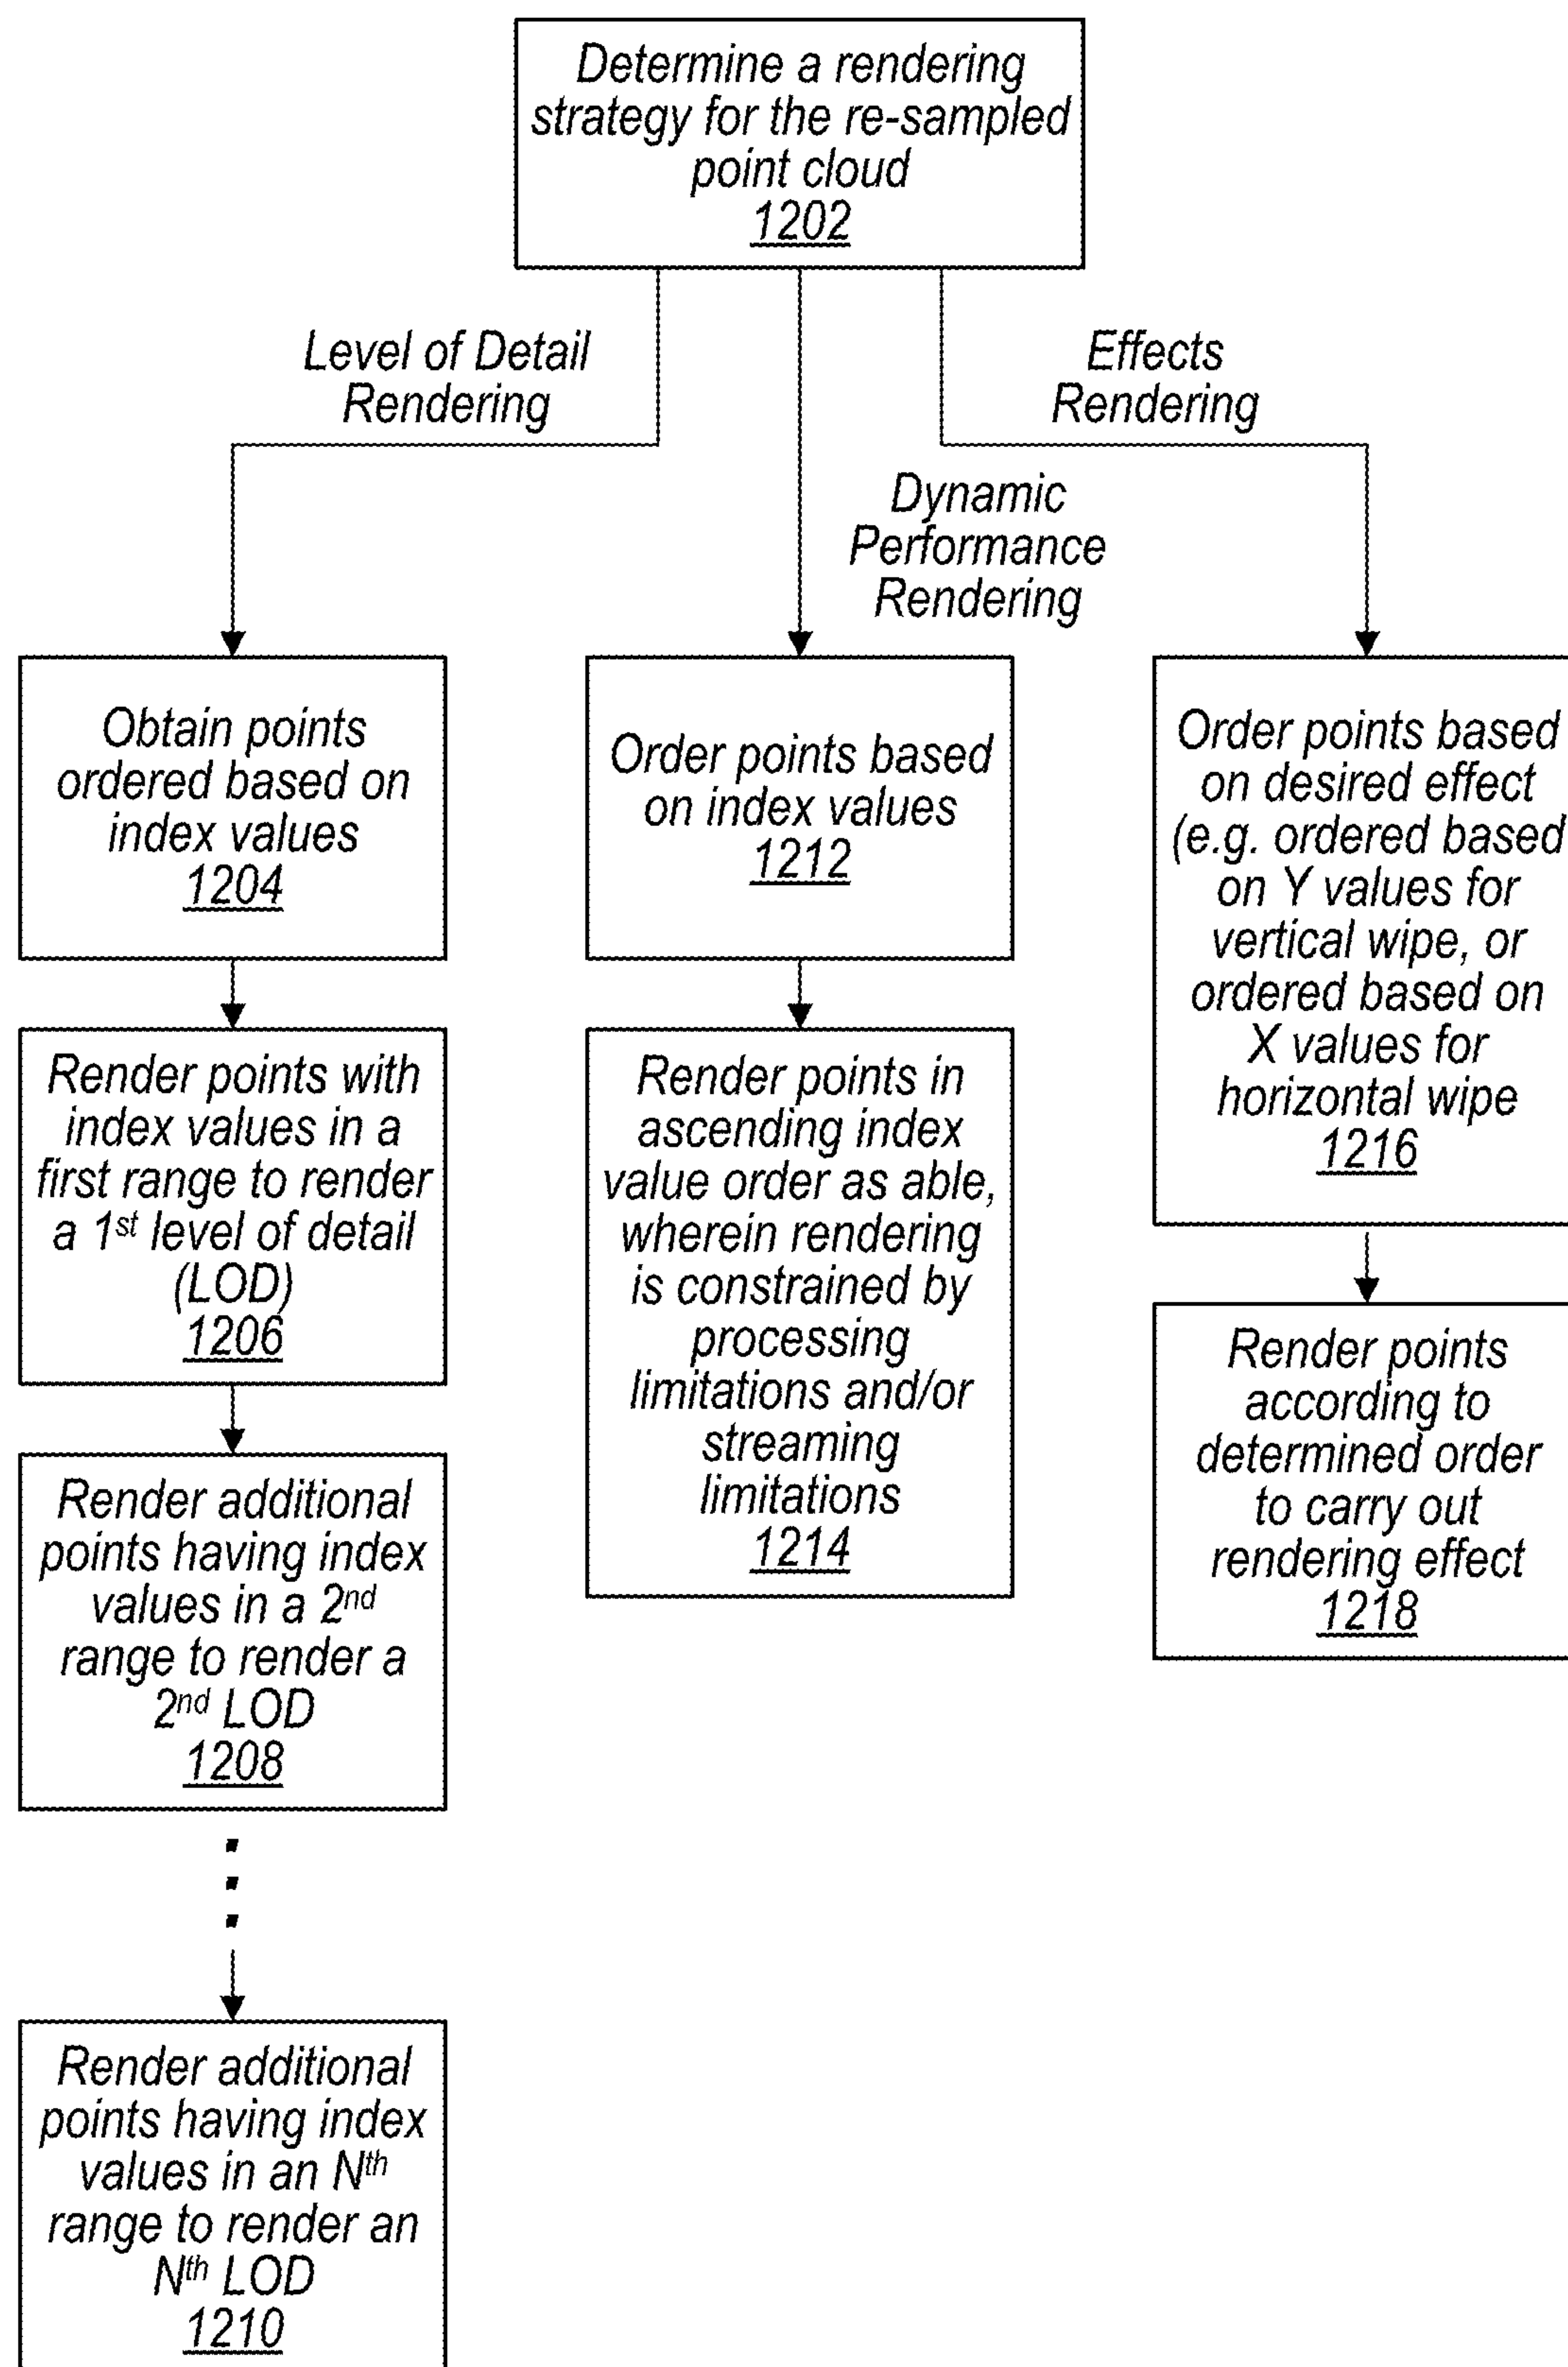 Determine a rendering
strategy for the re-sampled
point cloud
1202
Level of Detail
Rendering
Effects
Rendering
Dynamic
Performance
Rendering
Obtain points
ordered based on
index values
1204
Render points with
index values in a
first range to render
a 1st level of detail
(LOD)
1206
Render additional
points having index
values in a 2nd
range to render a
2nd LOD
1208
Render additional
points having index
values in an Nth
range to render an
Nth LOD
1210
Order points based
on index values
1212
Render points in
ascending index
value order as able,
wherein rendering
is constrained by
processing
limitations and/or
streaming
limitations
1214
Order points based
on desired effect
(e.g. ordered based
on Y values for
vertical wipe, or
ordered based on
X values for
horizontal wipe
1216
Render points
according to
determined order
to carry out
rendering effect
1218